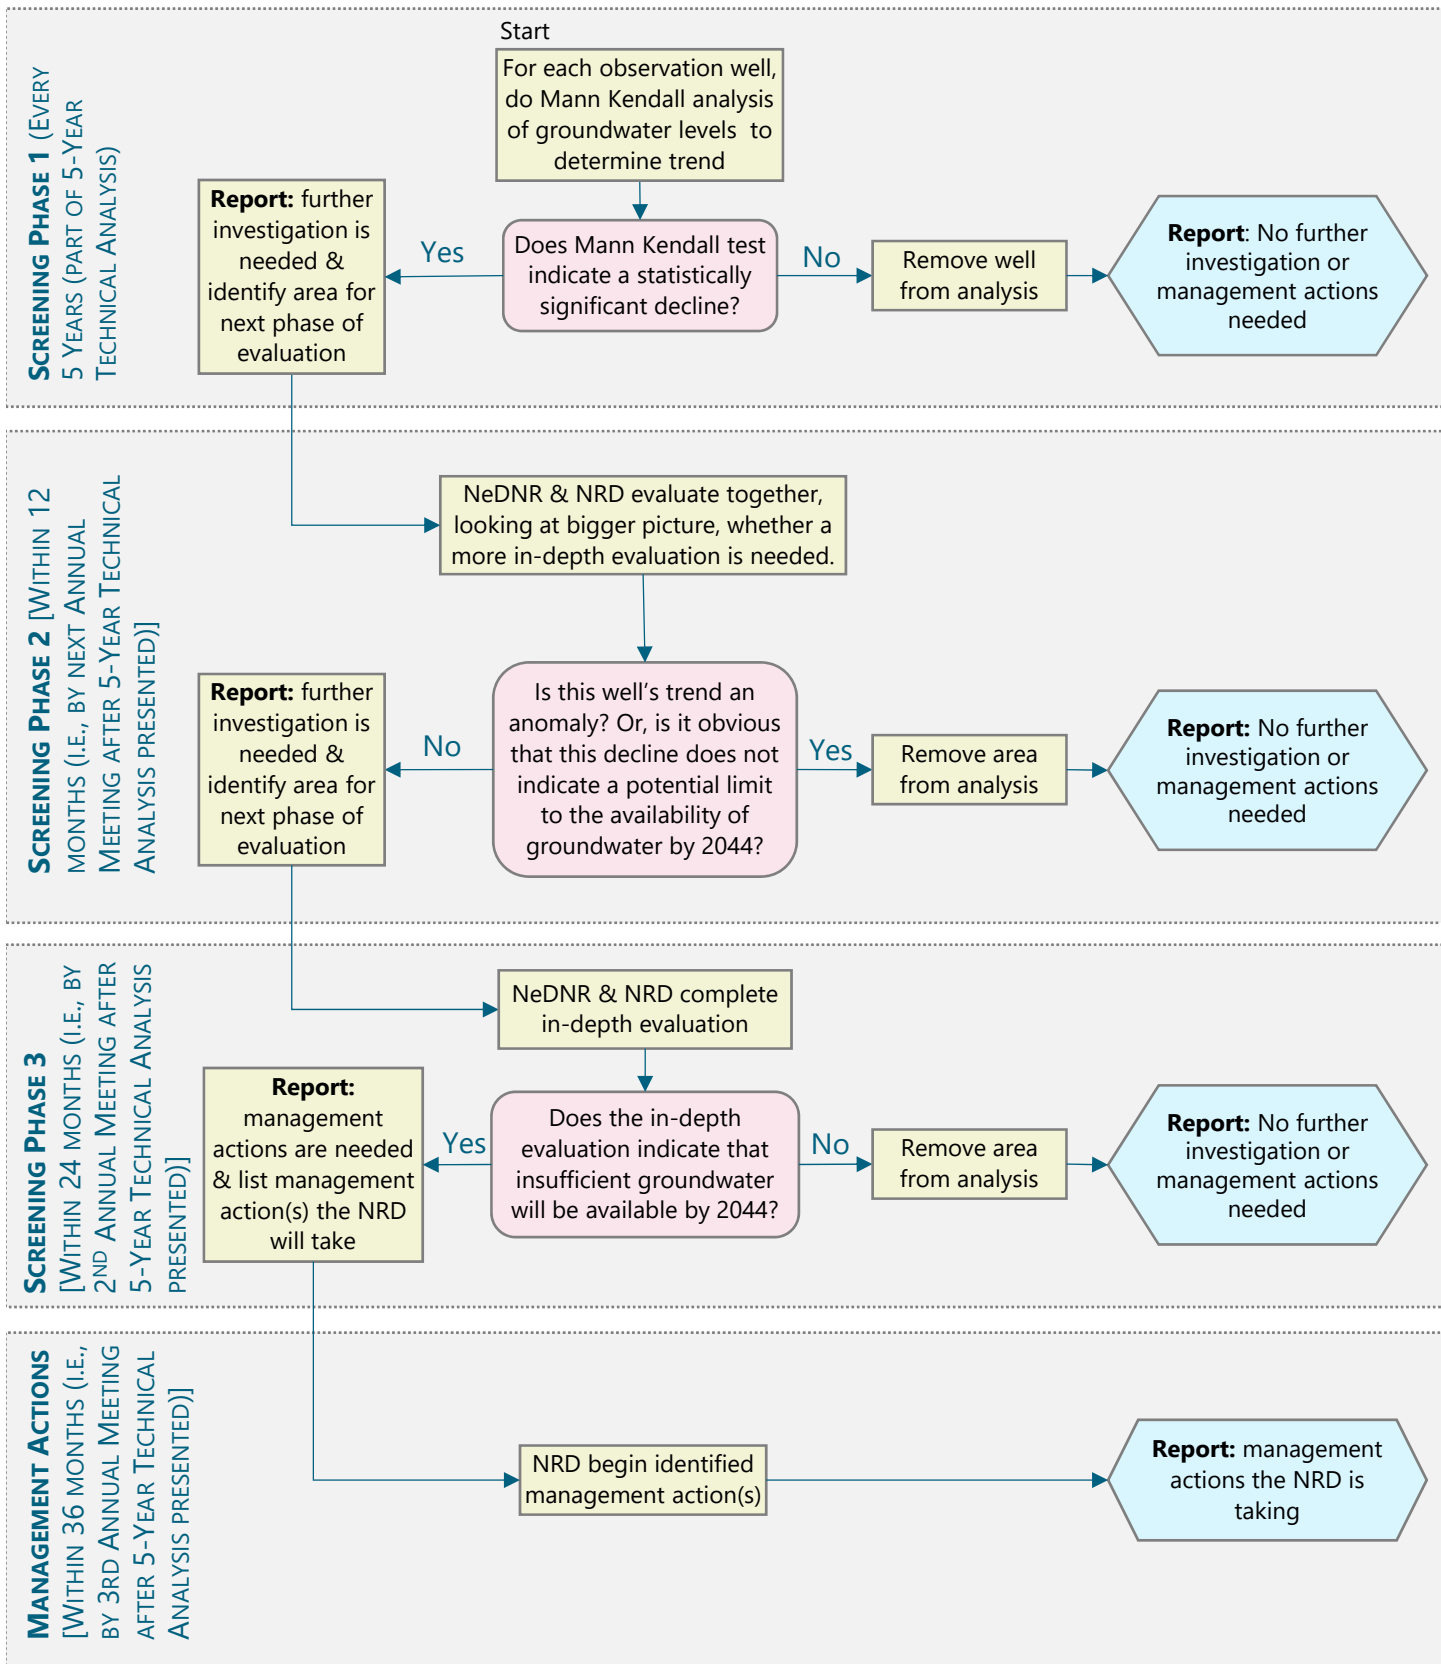 SCREENING PHASE 1 (EVERY
5 YEARS (PART OF 5-YEAR
TECHNICAL ANALYSIS)
Start
For each observation well,
do Mann Kendall analysis
of groundwater levels to
determine trend
Report: further
investigation is
needed &
identify area for
next phase of
evaluation
Yes
Does Mann Kendall test
indicate a statistically
significant decline?
No
Remove well
from analysis
Report: No further
investigation or
management actions
needed
SCREENING PHASE 2 [WITHIN 12
MONTHS (I.E., BY NEXT ANNUAL
MEETING AFTER 5-YEAR TECHNICAL
ANALYSIS PRESENTED)]
NeDNR & NRD evaluate together,
looking at bigger picture, whether a
more in-depth evaluation is needed.
Report: further
investigation is
needed &
identify area for
next phase of
evaluation
No
Is this well’s trend an
anomaly? Or, is it obvious
that this decline does not
indicate a potential limit
to the availability of
groundwater by 2044?
Yes
Remove area
from analysis
Report: No further
investigation or
management actions
needed
SCREENING PHASE 3
[WITHIN 24 MONTHS (I.E., BY
2ND ANNUAL MEETING AFTER
5-YEAR TECHNICAL ANALYSIS
PRESENTED)]
NeDNR & NRD complete
in-depth evaluation
Report:
management
actions are needed
& list management
action(s) the NRD
will take
Yes
Does the in-depth
evaluation indicate that
insufficient groundwater
will be available by 2044?
No
Remove area
from analysis
Report: No further
investigation or
management actions
needed
MANAGEMENT ACTIONS
[WITHIN 36 MONTHS (I.E.,
BY 3RD ANNUAL MEETING
AFTER 5-YEAR TECHNICAL
ANALYSIS PRESENTED)]
NRD begin identified
management action(s)
Report: management
actions the NRD is
taking